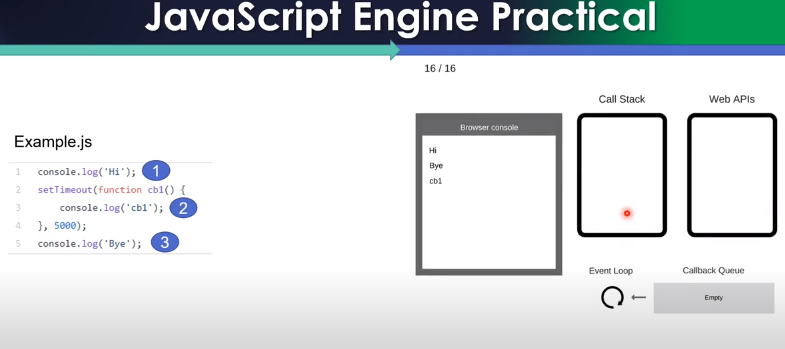 JavaScript Engine Practical
16 / 16
Example.js
1 console.log('Hi'); 1
2 setTimeout(function cb1() {
3 console.log('cb1'); 2
4 }, 5000);
5 console.log('Bye'); 3
Browser console
Hi
Bye
cb1
Call Stack
Web APIs
Event Loop
Callback Queue
Empty